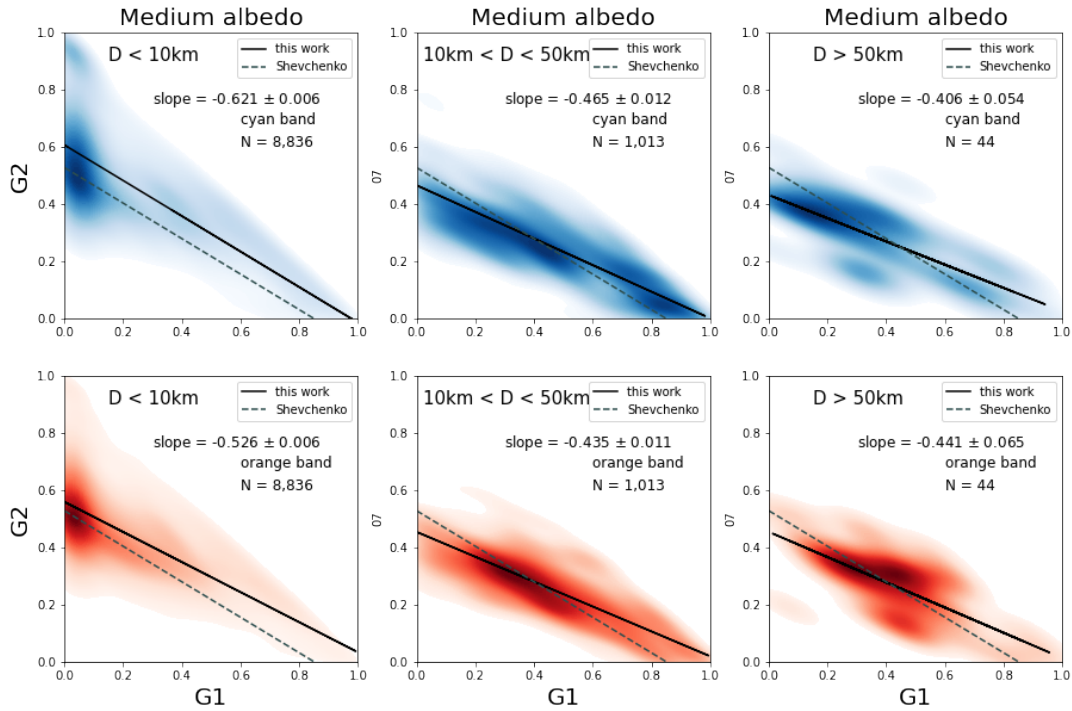 Medium albedo
D < 10km
this work
Shevchenko
slope = -0.621 ± 0.006
cyan band
N = 8,836
G2
1.0
0.8
0.6
0.4
0.2
0.0
0.0 0.2 0.4 0.6 0.8 1.0
Medium albedo
10km < D < 50km
this work
Shevchenko
slope = -0.465 ± 0.012
cyan band
N = 1,013
G2
1.0
0.8
0.6
0.4
0.2
0.0
0.0 0.2 0.4 0.6 0.8 1.0
Medium albedo
D > 50km
this work
Shevchenko
slope = -0.406 ± 0.054
cyan band
N = 44
G2
1.0
0.8
0.6
0.4
0.2
0.0
0.0 0.2 0.4 0.6 0.8 1.0
D < 10km
this work
Shevchenko
slope = -0.526 ± 0.006
orange band
N = 8,836
G2
1.0
0.8
0.6
0.4
0.2
0.0
0.0 0.2 0.4 0.6 0.8 1.0
G1
10km < D < 50km
this work
Shevchenko
slope = -0.435 ± 0.011
orange band
N = 1,013
G2
1.0
0.8
0.6
0.4
0.2
0.0
0.0 0.2 0.4 0.6 0.8 1.0
G1
D > 50km
this work
Shevchenko
slope = -0.441 ± 0.065
orange band
N = 44
G2
1.0
0.8
0.6
0.4
0.2
0.0
0.0 0.2 0.4 0.6 0.8 1.0
G1